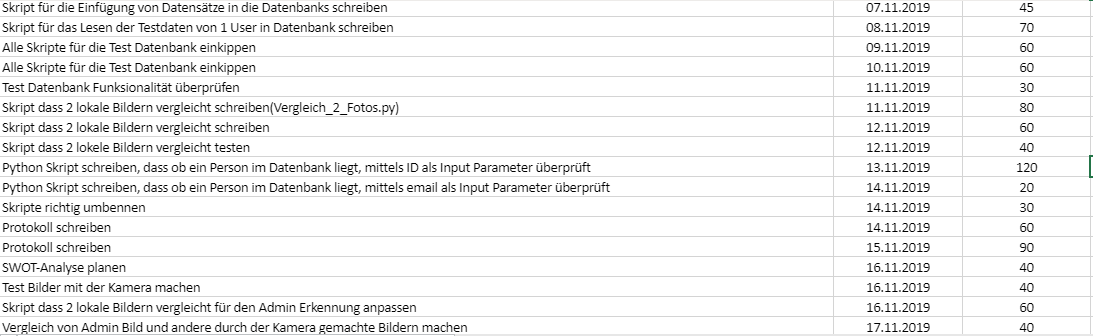 Skript für die Einfügung von Datensätze in die Datenbanks schreiben 07.11.2019 45
Skript für das Lesen der Testdaten von 1 User in Datenbank schreiben 08.11.2019 70
Alle Skripte für die Test Datenbank einkippen 09.11.2019 60
Alle Skripte für die Test Datenbank einkippen 10.11.2019 60
Test Datenbank Funksionalität überprüfen 11.11.2019 30
Skript dass 2 lokale Bildern vergleicht schreiben(Vergleich_2_Fotos.py) 11.11.2019 80
Skript dass 2 lokale Bildern vergleicht schreiben 12.11.2019 60
Skript dass 2 lokele Bildern vergleicht testen 12.11.2019 40
Python Skript schreiben, dass ob ein Person im Datenbank liegt, mittels ID als Input Parameter überprüft 13.11.2019 120
Python Skript schreiben, dass ob ein Person im Datenbank liegt, mittels email als Input Parameter überprüft 14.11.2019 20
Skripte richtig umbennen 14.11.2019 30
Protokoll schreiben 14.11.2019 60
Protokoll schreiben 15.11.2019 90
SWOT-Analyse planen 16.11.2019 40
Test Bilder mit der Kamera machen 16.11.2019 40
Skript dass 2 lokale Bildern vergleicht für den Admin Erkennung anpassen 16.11.2019 60
Vergleich von Admin Bild und andere durch der Kamera gemachte Bildern machen 17.11.2019 40